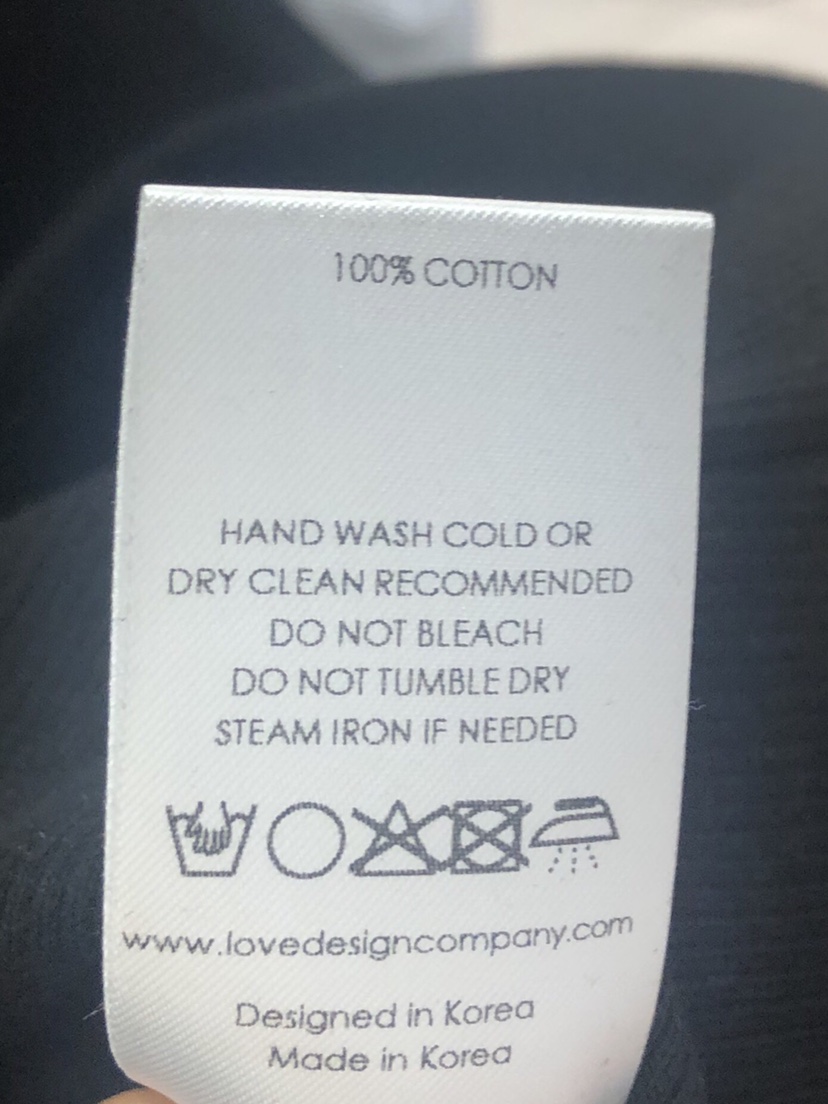 100% COTTON
HAND WASH COLD OR
DRY CLEAN RECOMMENDED
DO NOT BLEACH
DO NOT TUMBLE DRY
STEAM IRON IF NEEDED
www.lovedesigncompany.com
Designed in Korea
Made in Korea